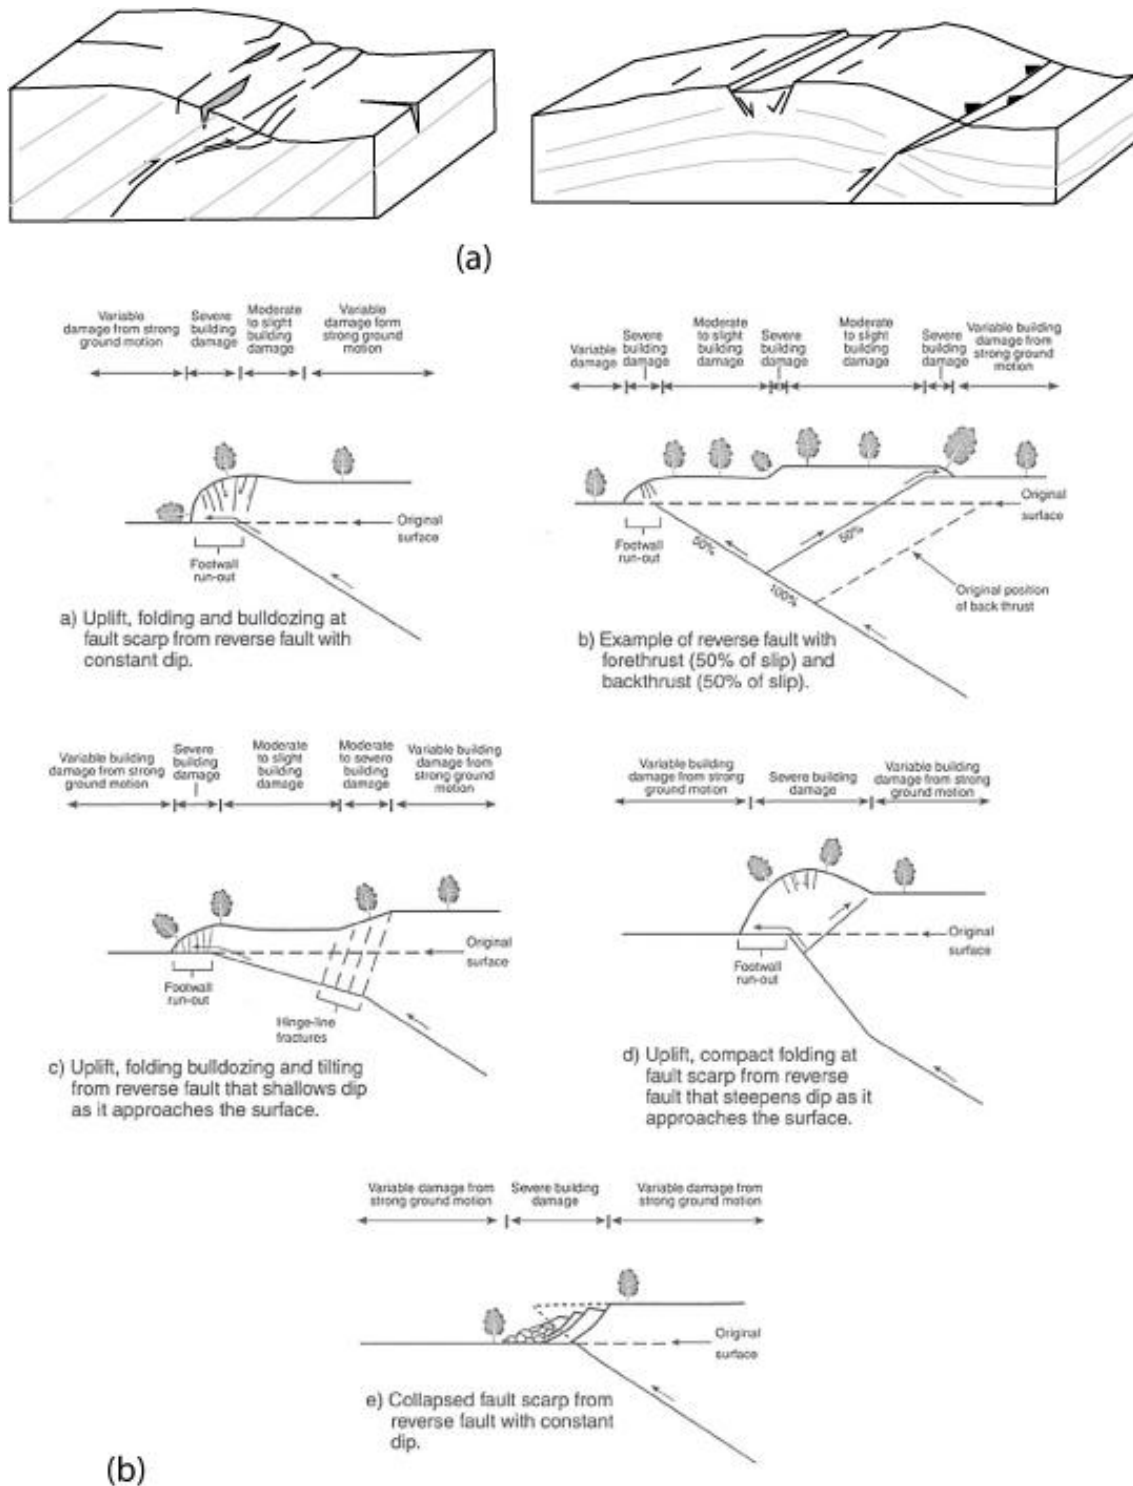 (a)
Variable
damage from strong
ground motion
Severe
building
damage
Moderate
to slight
building
damage
Variable
damage form
strong ground
motion
Original
surface
Footwall
run-out
a) Uplift, folding and bulldozing at
fault scarp from reverse fault with
constant dip.
Variable
damage
Severe
building
damage
Moderate
to slight
building
damage
Severe
building
damage
Moderate
to slight
building
damage
Severe
building
damage
Variable building
damage from
strong ground
motion
Original
surface
Footwall
run-out
50%
50%
100%
Original position
of back thrust
b) Example of reverse fault with
forethrust (50% of slip) and
backthrust (50% of slip).
Variable building
damage from strong
ground motion
Severe
building
damage
Moderate
to slight
building
damage
Moderate
to severe
building
damage
Variable building
damage from
strong ground
motion
Original
surface
Footwall
run-out
Hinge-line
fractures
c) Uplift, folding bulldozing and tilting
from reverse fault that shallows dip
as it approaches the surface.
Variable building
damage from strong
ground motion
Severe building
damage
Variable building
damage from strong
ground motion
Original
surface
Footwall
run-out
d) Uplift, compact folding at
fault scarp from reverse
fault that steepens dip as it
approaches the surface.
Variable damage from
strong ground motion
Severe building
damage
Variable damage from
strong ground motion
Original
surface
e) Collapsed fault scarp from
reverse fault with constant
dip.
(b)